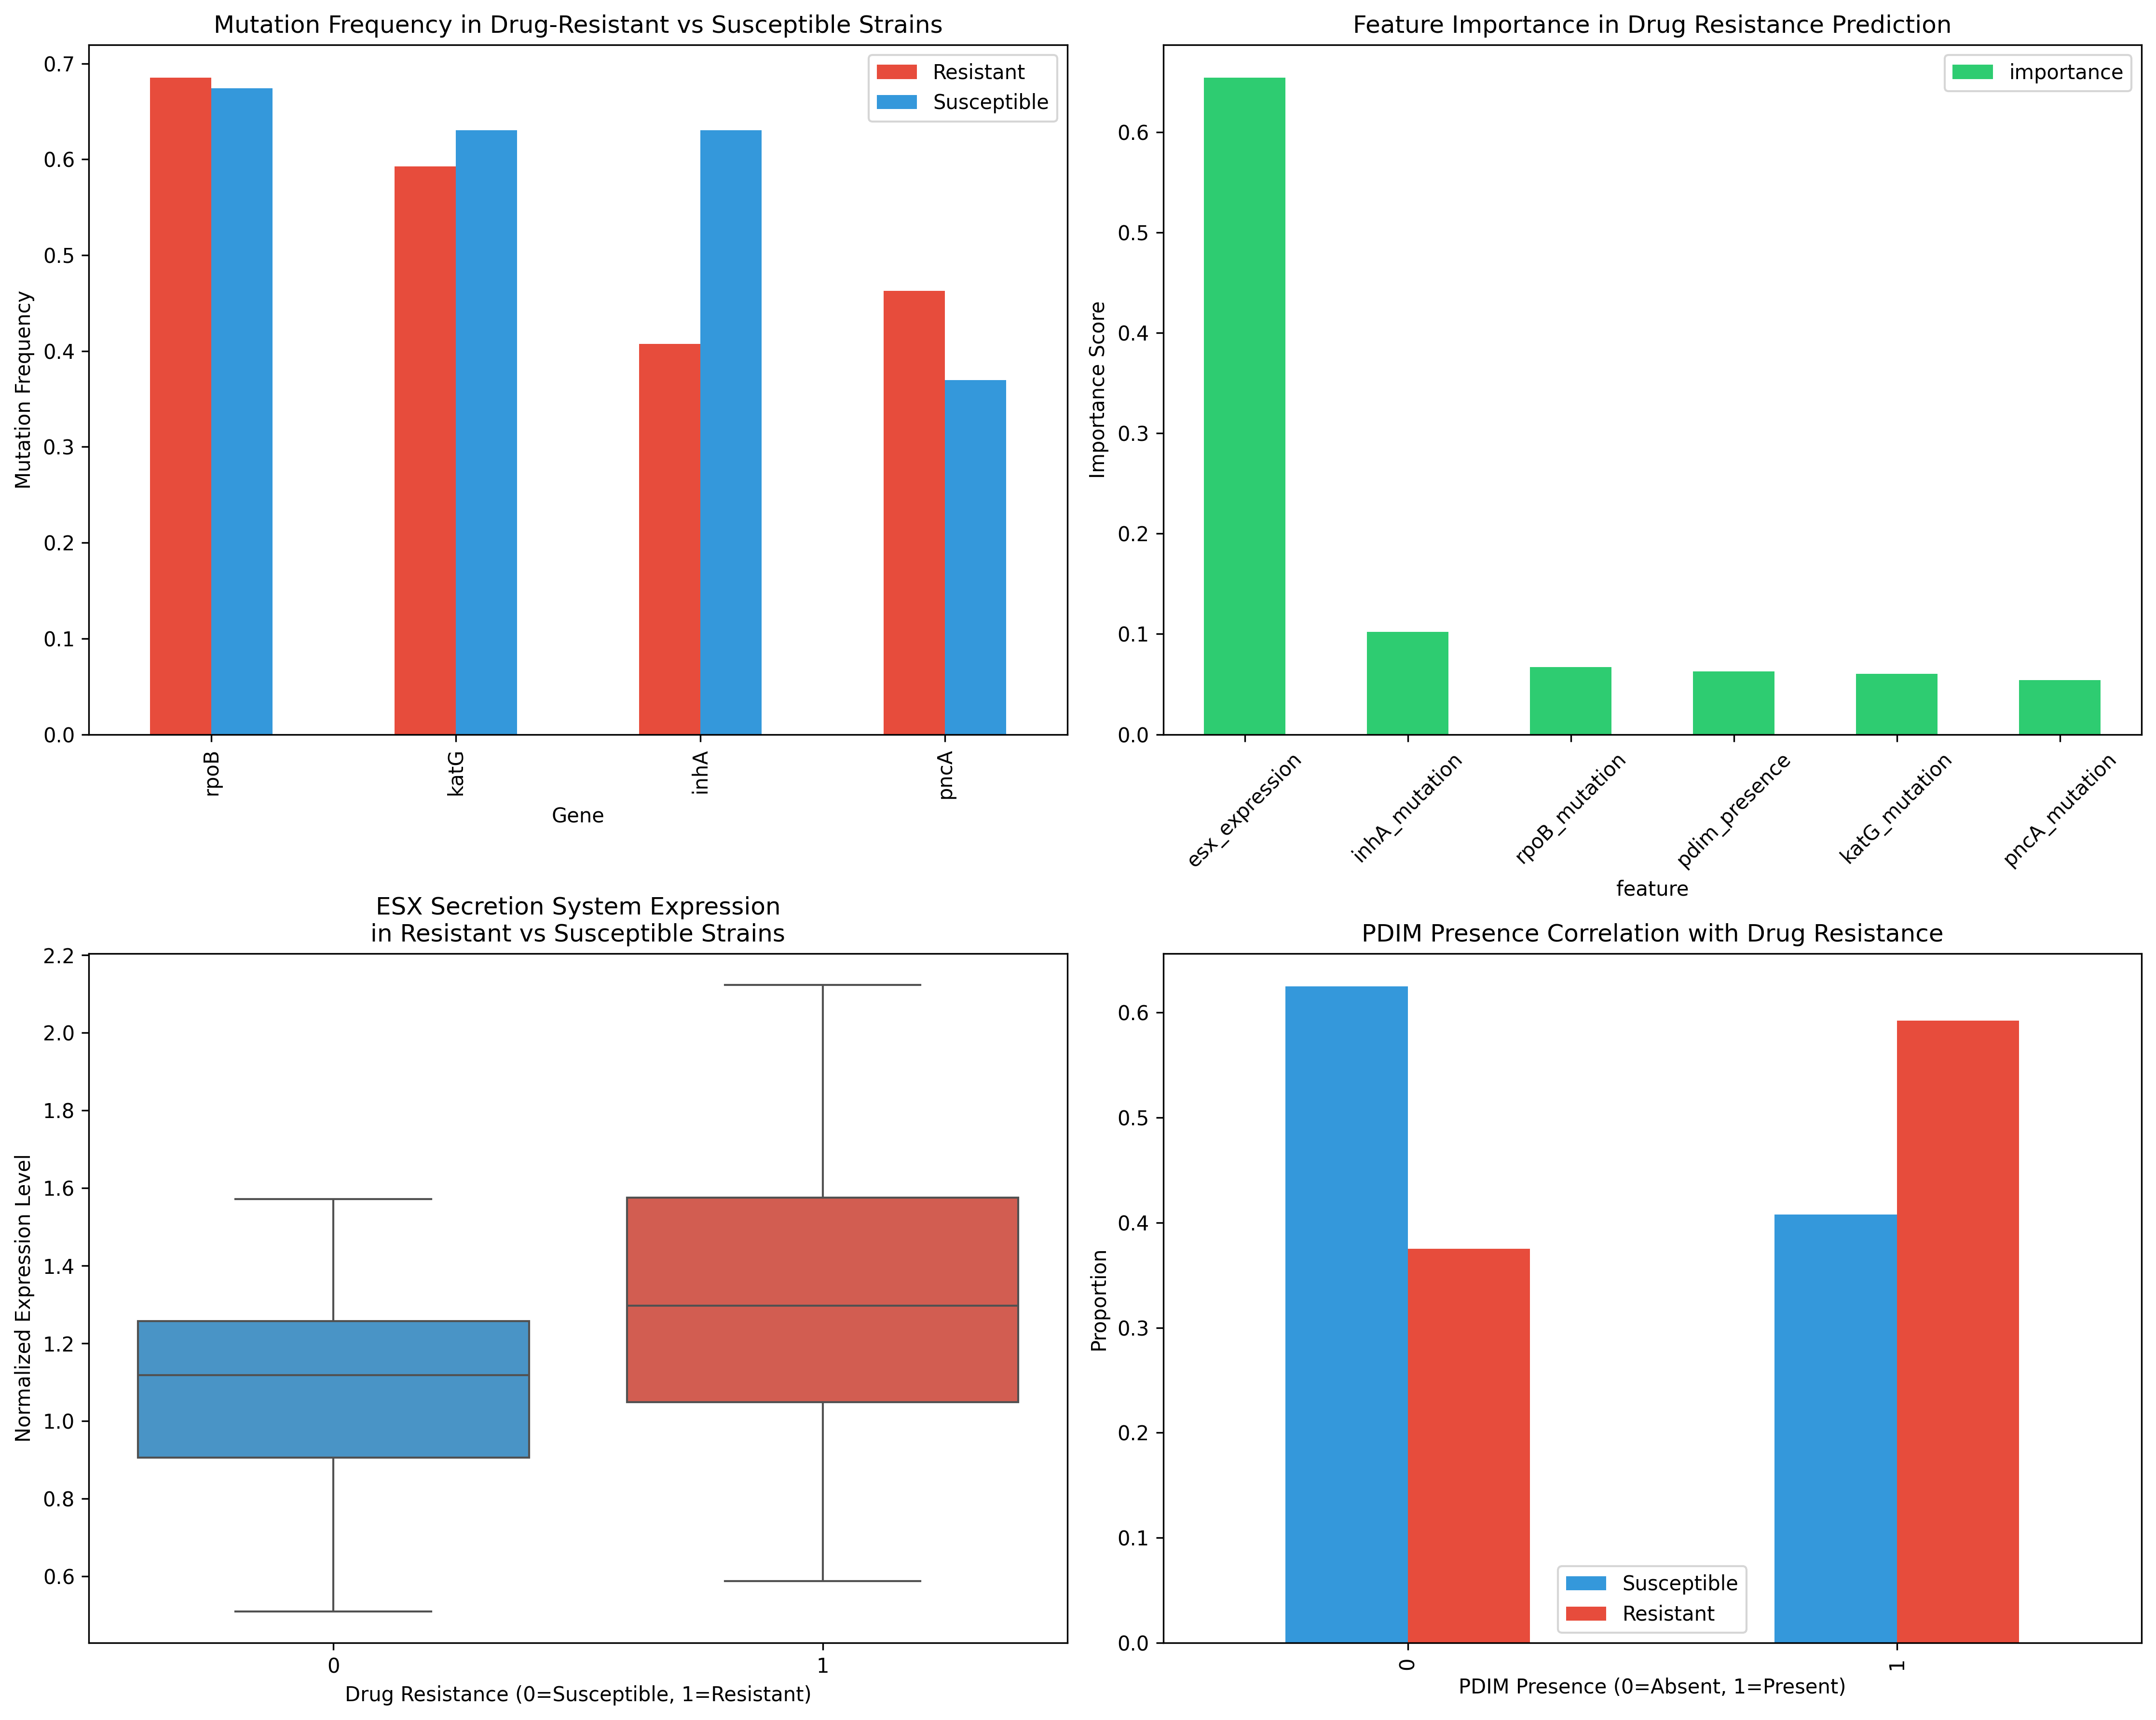 Mutation Frequency in Drug-Resistant vs Susceptible Strains
Resistant
Susceptible
Mutation Frequency
0.7
0.6
0.5
0.4
0.3
0.2
0.1
0.0
rpoB
katG
inhA
pncA
Gene
Feature Importance in Drug Resistance Prediction
importance
Importance Score
0.6
0.5
0.4
0.3
0.2
0.1
0.0
esx_expression
inhA_mutation
rpoB_mutation
pdim_presence
katG_mutation
pncA_mutation
feature
ESX Secretion System Expression
in Resistant vs Susceptible Strains
Normalized Expression Level
2.2
2.0
1.8
1.6
1.4
1.2
1.0
0.8
0.6
0
1
Drug Resistance (0=Susceptible, 1=Resistant)
PDIM Presence Correlation with Drug Resistance
Proportion
0.6
0.5
0.4
0.3
0.2
0.1
0.0
Susceptible
Resistant
0
1
PDIM Presence (0=Absent, 1=Present)